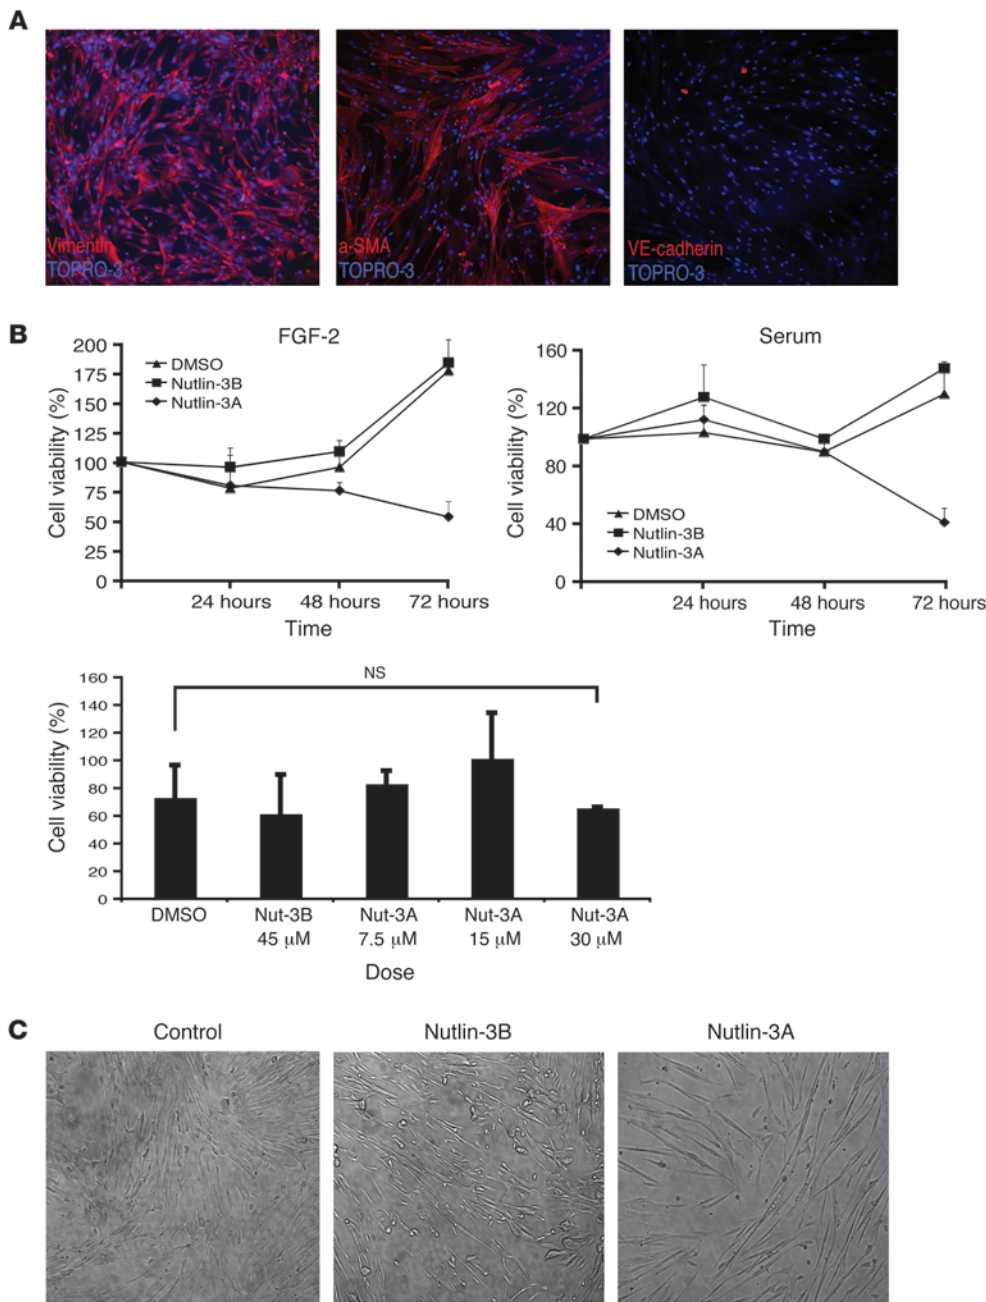 A
Vimentin
TOPRO-3
a-SMA
TOPRO-3
VE-cadherin
TOPRO-3
B
FGF-2
Cell viability (%)
200
175
150
125
100
75
50
25
0
DMSO
Nutlin-3B
Nutlin-3A
24 hours
48 hours
72 hours
Time
Serum
Cell viability (%)
160
120
80
40
0
DMSO
Nutlin-3B
Nutlin-3A
24 hours
48 hours
72 hours
Time
Cell viability (%)
160
140
120
100
80
60
40
20
0
NS
DMSO
Nut-3B
45 μM
Nut-3A
7.5 μM
Nut-3A
15 μM
Nut-3A
30 μM
Dose
C
Control
Nutlin-3B
Nutlin-3A